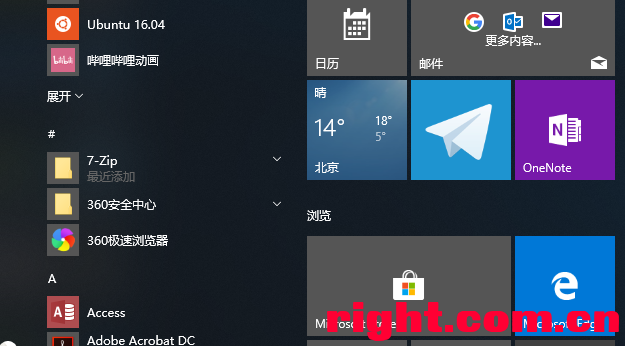 Ubuntu 16.04
哔哩哔哩动画
展开
#
7-Zip
最近添加
360安全中心
360极速浏览器
A
Access
Adobe Acrobat DC
日历
更多内容...
邮件
晴
14° 18°
5°
北京
OneNote
浏览
Microsoft Store
Microsoft Edge
right.com.cn